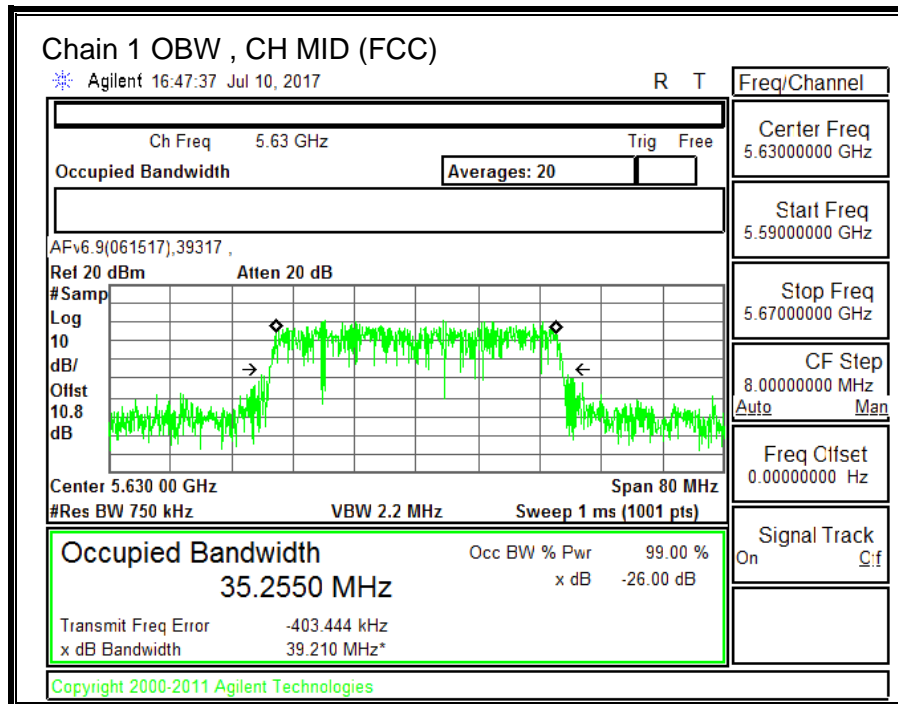 Chain 1 OBW , CH MID (FCC)
Agilent 16:47:37 Jul 10, 2017 R T
Freq/Channel
Ch Freq 5.63 GHz Trig Free
Occupied Bandwidth Averages: 20
Center Freq
5.63000000 GHz
Start Freq
5.59000000 GHz
Stop Freq
5.67000000 GHz
CF Step
8.00000000 MHz
Auto Man
Freq Offset
0.00000000 Hz
Signal Track
On Off
AFv6.9(061517),39317 ,
Ref 20 dBm Atten 20 dB
#Samp
Log
10
dB/
Offst
10.8
dB
Center 5.630 00 GHz Span 80 MHz
#Res BW 750 kHz VBW 2.2 MHz Sweep 1 ms (1001 pts)
Occupied Bandwidth Occ BW % Pwr 99.00 %
35.2550 MHz x dB -26.00 dB
Transmit Freq Error -403.444 kHz
x dB Bandwidth 39.210 MHz*
Copyright 2000-2011 Agilent Technologies